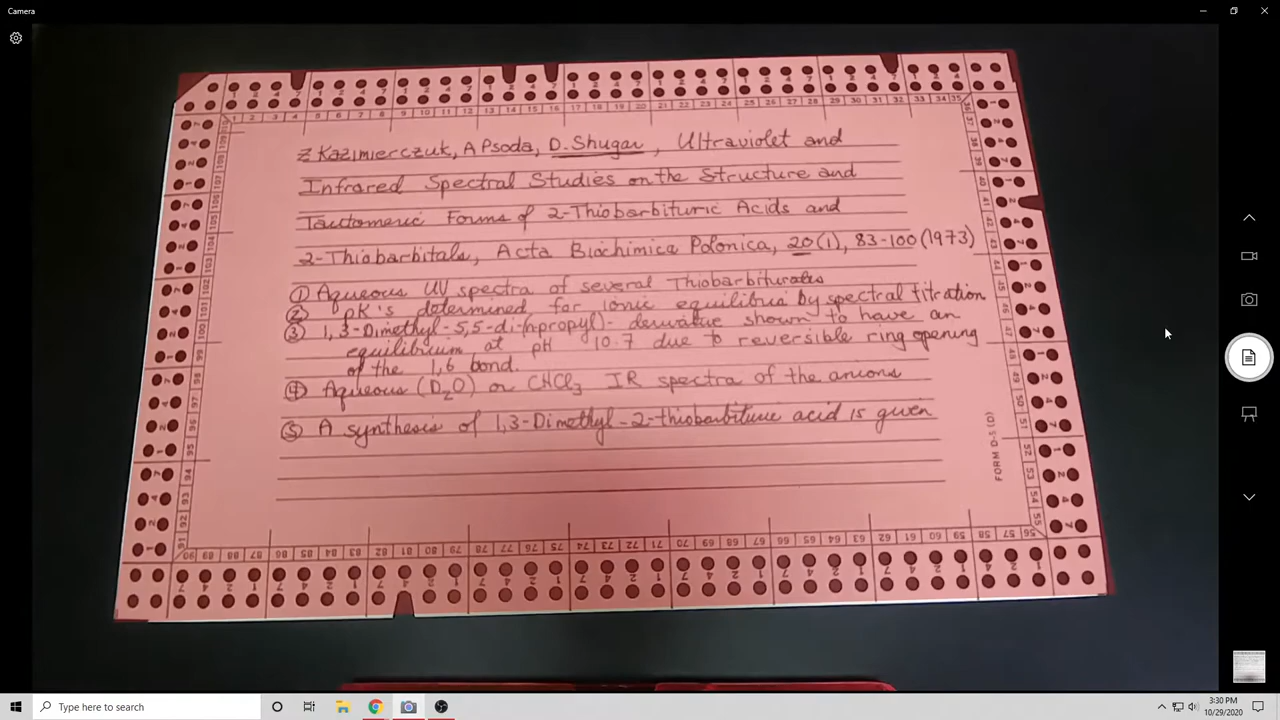 Camera
Z Kazimierczuk, A Psoda, D. Shugar, Ultraviolet and
Infrared Spectral Studies on the Structure and
Tautomeric Forms of 2-Thiobarbituric Acids and
2-Thiobarbitals, Acta Biochimica Polonica, 20(1), 83-100(1973)
① Aqueous UV spectra of several Thiobarbiturates
② pK's determined for ionic equilibria by spectral titration
③ 1,3-Dimethyl-5,5-di-(npropyl)- derivative shown to have an
equilibrium at pH 10.7 due to reversible ring opening
of the 1,6 bond.
④ Aqueous (D2O) or CHCl3 IR spectra of the anions
⑤ A synthesis of 1,3-Dimethyl-2-thiobarbituric acid is given
FORM D-5 (D)
Type here to search
3:30 PM
10/29/2020